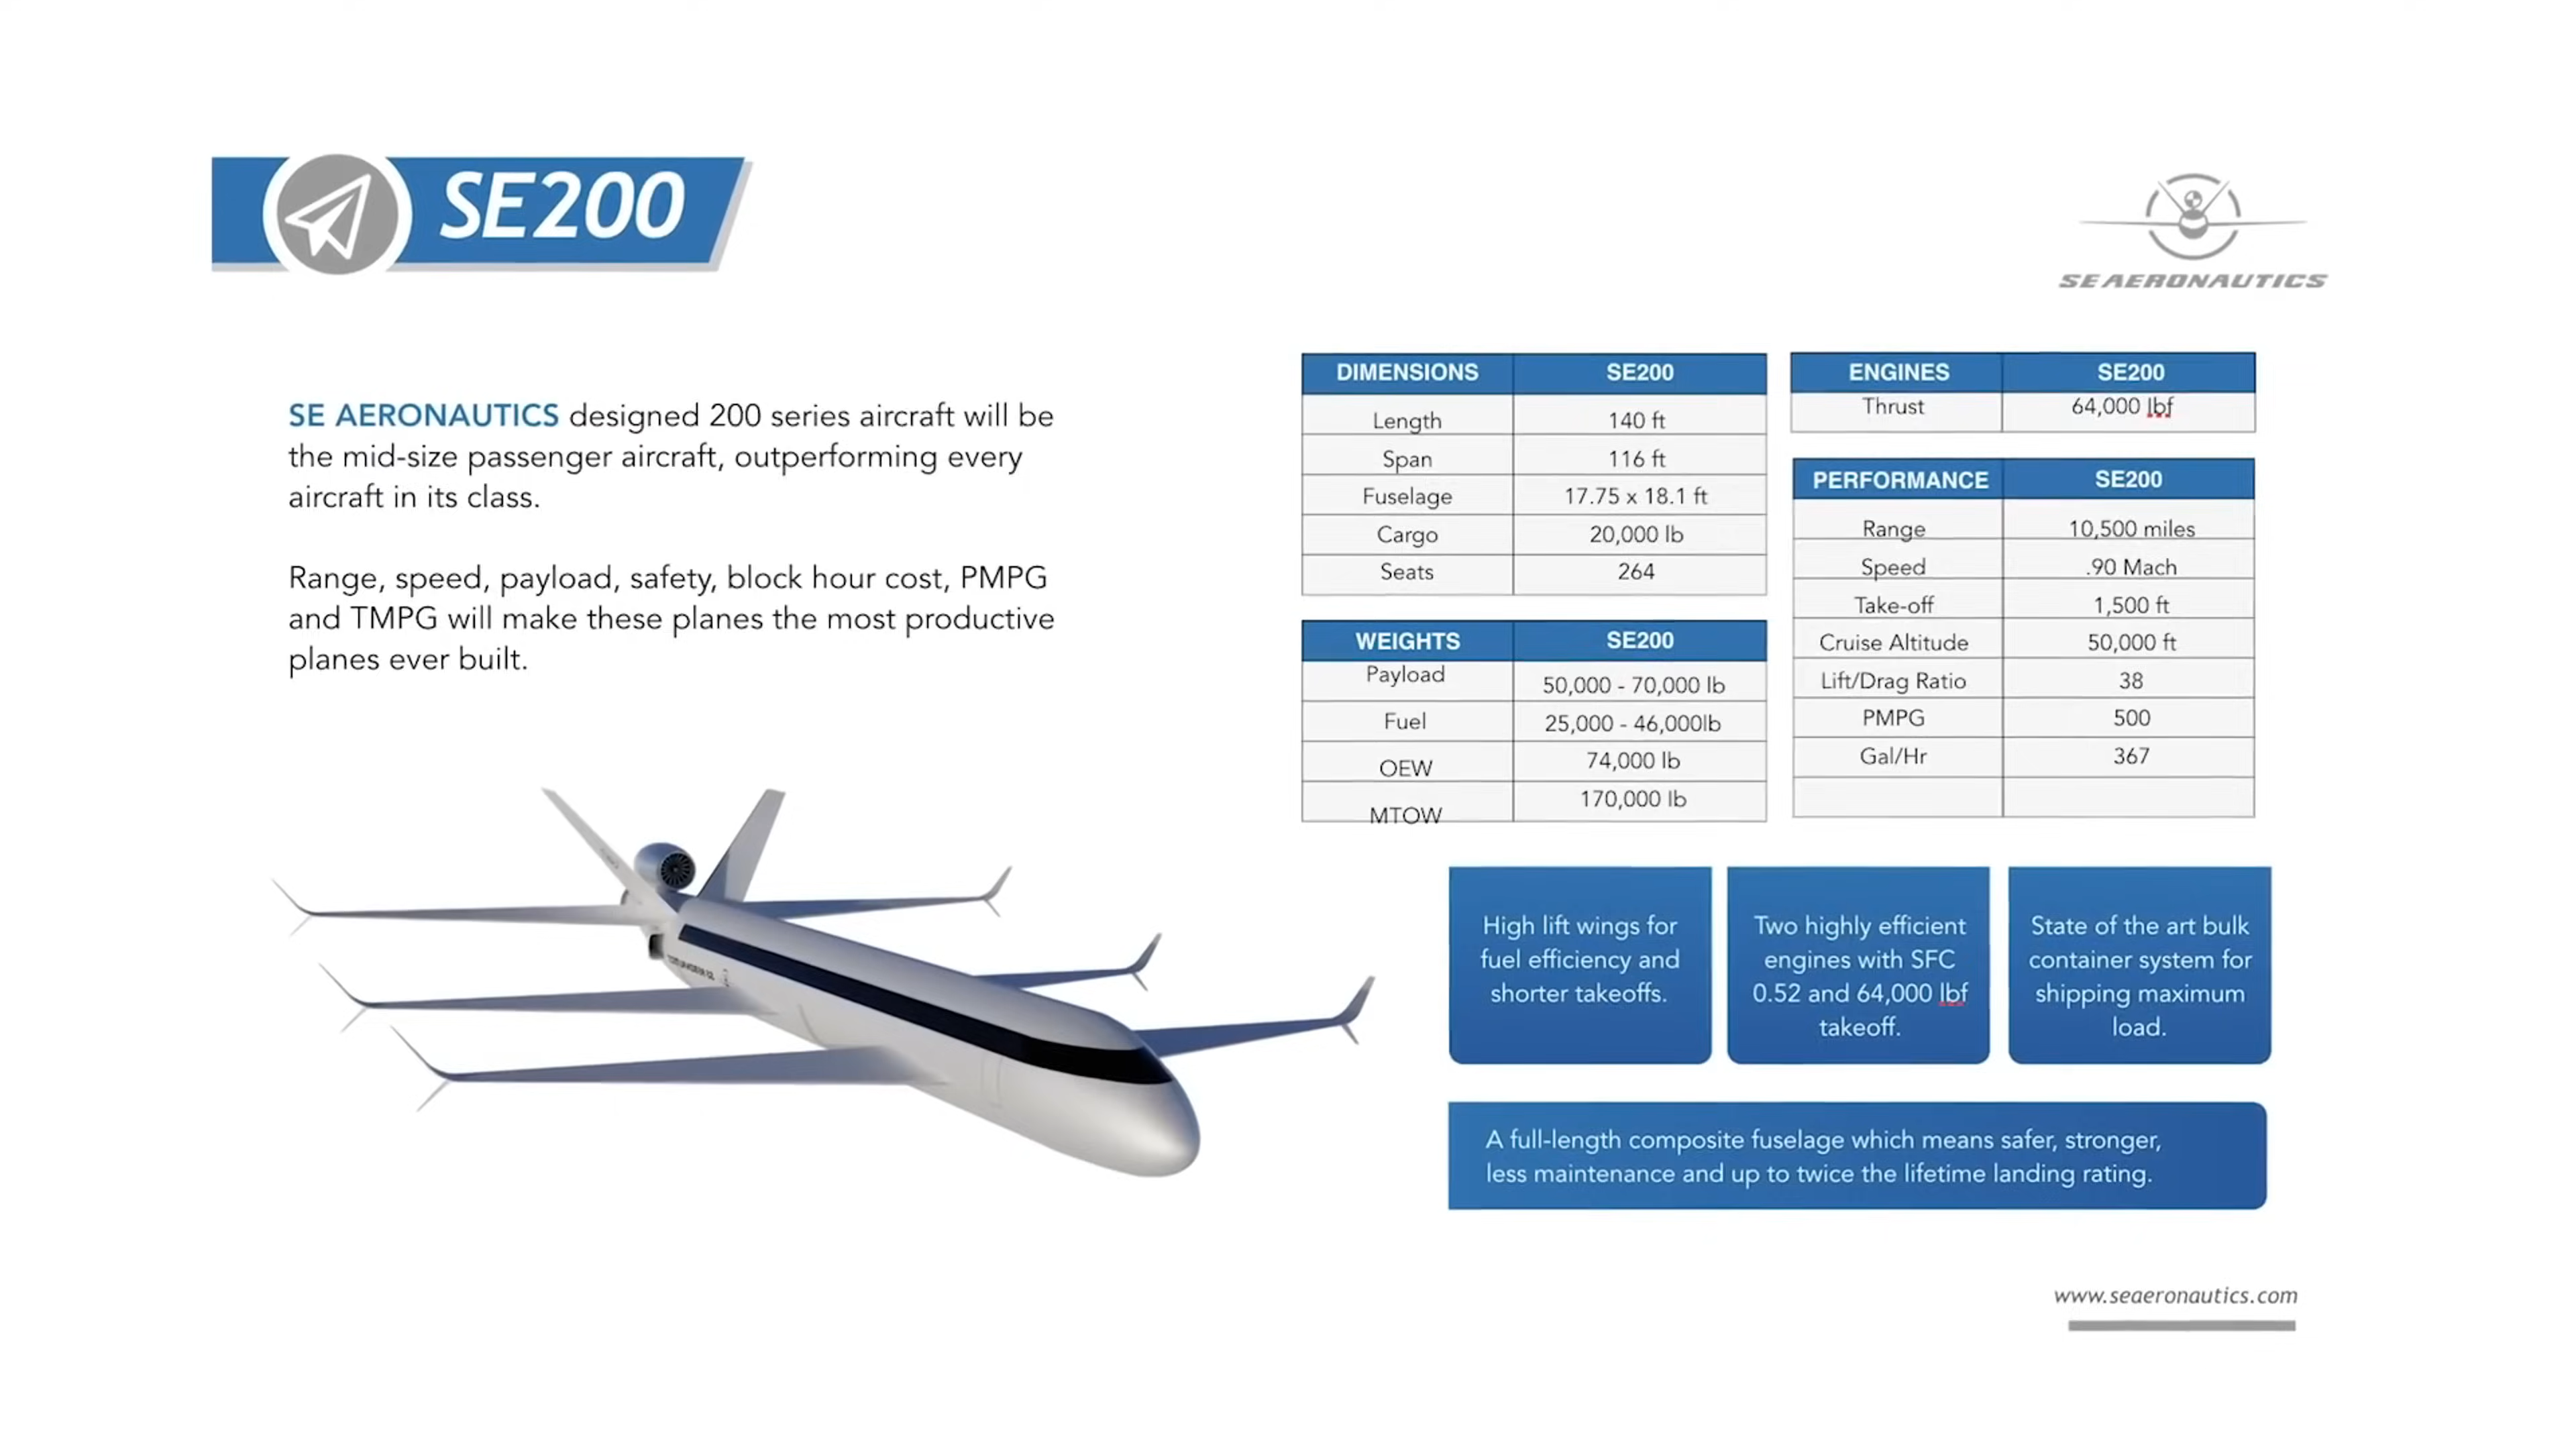 SE200
SE AERONAUTICS
SE AERONAUTICS designed 200 series aircraft will be
the mid-size passenger aircraft, outperforming every
aircraft in its class.
Range, speed, payload, safety, block hour cost, PMPG
and TMPG will make these planes the most productive
planes ever built.
DIMENSIONS SE200
Length 140 ft
Span 116 ft
Fuselage 17.75 x 18.1 ft
Cargo 20,000 lb
Seats 264
WEIGHTS SE200
Payload 50,000 - 70,000 lb
Fuel 25,000 - 46,000lb
OEW 74,000 lb
MTOW 170,000 lb
ENGINES SE200
Thrust 64,000 lbf
PERFORMANCE SE200
Range 10,500 miles
Speed .90 Mach
Take-off 1,500 ft
Cruise Altitude 50,000 ft
Lift/Drag Ratio 38
PMPG 500
Gal/Hr 367
High lift wings for
fuel efficiency and
shorter takeoffs.
Two highly efficient
engines with SFC
0.52 and 64,000 lbf
takeoff.
State of the art bulk
container system for
shipping maximum
load.
A full-length composite fuselage which means safer, stronger,
less maintenance and up to twice the lifetime landing rating.
www.seaeronautics.com